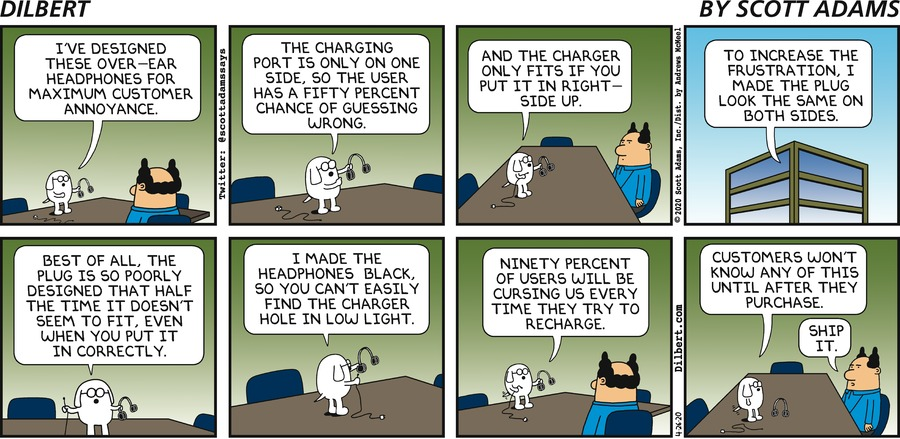 DILBERT
BY SCOTT ADAMS
I'VE DESIGNED
THESE OVER-EAR
HEADPHONES FOR
MAXIMUM CUSTOMER
ANNOYANCE.
Twitter: @scottadamssays
THE CHARGING
PORT IS ONLY ON ONE
SIDE, SO THE USER
HAS A FIFTY PERCENT
CHANCE OF GUESSING
WRONG.
AND THE CHARGER
ONLY FITS IF YOU
PUT IT IN RIGHT-
SIDE UP.
©2020 Scott Adams, Inc./Dist. by Andrews McMeel
TO INCREASE THE
FRUSTRATION, I
MADE THE PLUG
LOOK THE SAME ON
BOTH SIDES.
BEST OF ALL, THE
PLUG IS SO POORLY
DESIGNED THAT HALF
THE TIME IT DOESN'T
SEEM TO FIT, EVEN
WHEN YOU PUT IT
IN CORRECTLY.
I MADE THE
HEADPHONES BLACK,
SO YOU CAN'T EASILY
FIND THE CHARGER
HOLE IN LOW LIGHT.
NINETY PERCENT
OF USERS WILL BE
CURSING US EVERY
TIME THEY TRY TO
RECHARGE.
4-26-20 Dilbert.com
CUSTOMERS WON'T
KNOW ANY OF THIS
UNTIL AFTER THEY
PURCHASE.
SHIP
IT.